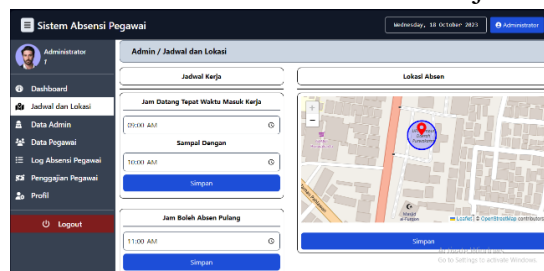 Sistem Absensi Pegawai
Wednesday, 18 October 2023
Administrator
Administrator
1
Admin / Jadwal dan Lokasi
Dashboard
Jadwal dan Lokasi
Data Admin
Data Pegawai
Log Absensi Pegawai
Penggajian Pegawai
Profil
Logout
Jadwal Kerja
Jam Datang Tepat Waktu Masuk Kerja
09:00 AM
Sampai Dengan
10:00 AM
Simpan
Jam Boleh Absen Pulang
11:00 AM
Simpan
Lokasi Absen
+
−
Masjid
Leaflet | © OpenStreetMap contributors
Simpan
Go to Settings to activate Windows.